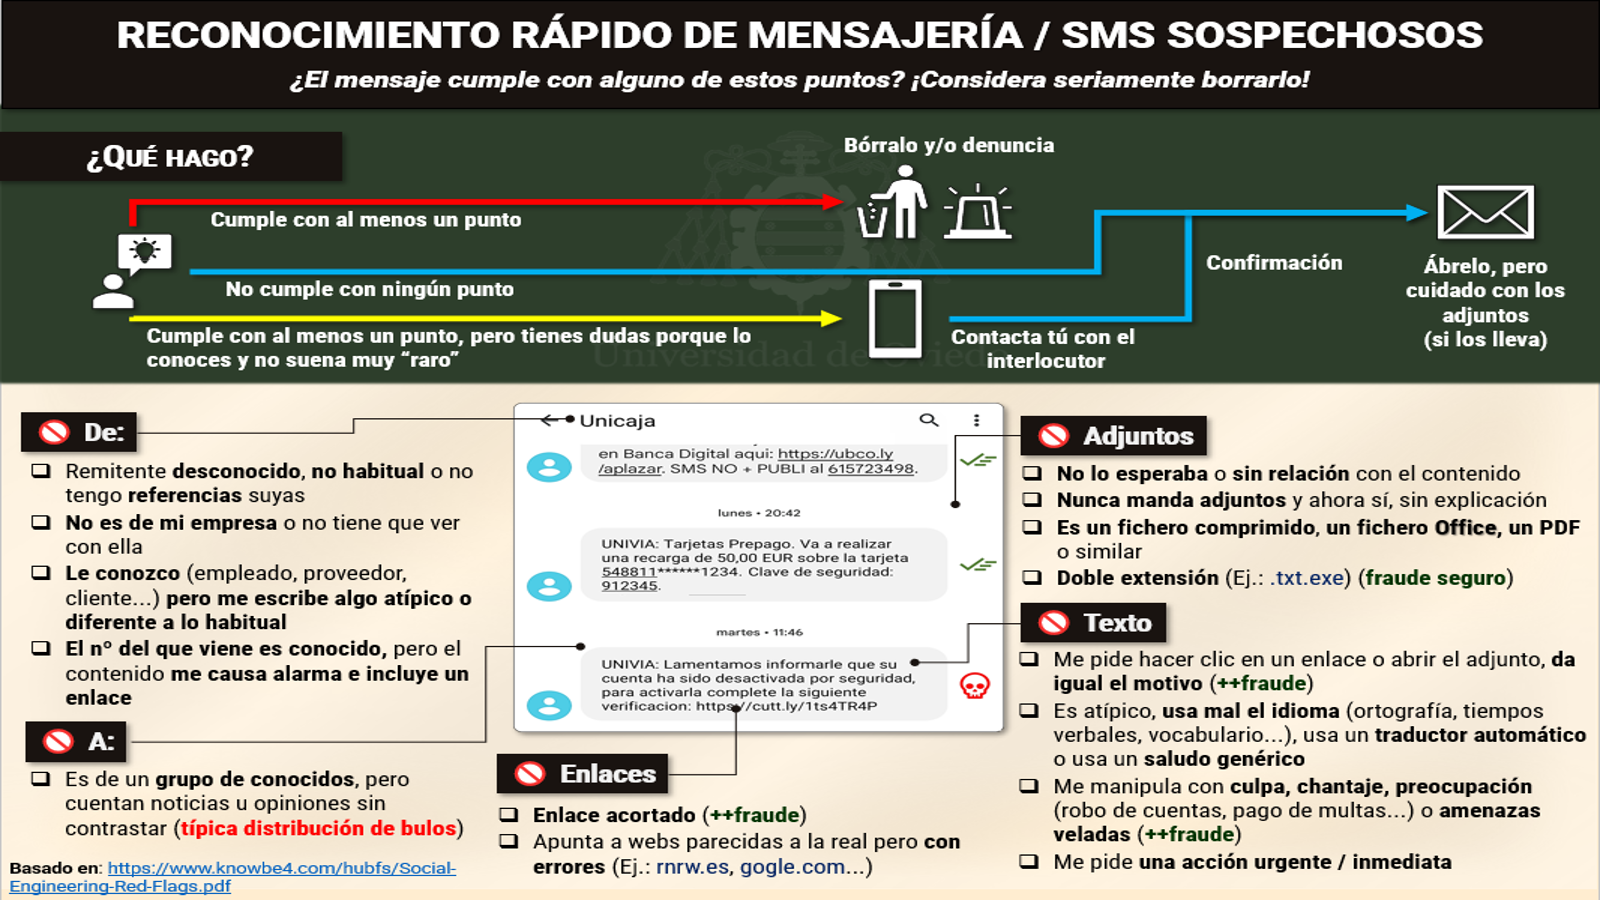 RECONOCIMIENTO RÁPIDO DE MENSAJERÍA / SMS SOSPECHOSOS
¿El mensaje cumple con alguno de estos puntos? ¡Considera seriamente borrarlo!
¿QUÉ HAGO?
Bórralo y/o denuncia
Cumple con al menos un punto
No cumple con ningún punto
Confirmación
Ábrelo, pero
cuidado con los
adjuntos
(si los lleva)
Cumple con al menos un punto, pero tienes dudas porque lo
conoces y no suena muy “raro”
Contacta tú con el
interlocutor
Universidad de Oviedo
De:
Remitente desconocido, no habitual o no
tengo referencias suyas
No es de mi empresa o no tiene que ver
con ella
Le conozco (empleado, proveedor,
cliente...) pero me escribe algo atípico o
diferente a lo habitual
El nº del que viene es conocido, pero el
contenido me causa alarma e incluye un
enlace
A:
Es de un grupo de conocidos, pero
cuentan noticias u opiniones sin
contrastar (típica distribución de bulos)
Basado en: https://www.knowbe4.com/hubfs/Social-
Engineering-Red-Flags.pdf
Unicaja
en Banca Digital aqui: https://ubco.ly
/aplazar. SMS NO + PUBLI al 615723498.
lunes • 20:42
UNIVIA: Tarjetas Prepago. Va a realizar
una recarga de 50,00 EUR sobre la tarjeta
548811******1234. Clave de seguridad:
912345.
martes • 11:46
UNIVIA: Lamentamos informarle que su
cuenta ha sido desactivada por seguridad,
para activarla complete la siguiente
verificacion: https://cutt.ly/1ts4TR4P
Enlaces
Enlace acortado (++fraude)
Apunta a webs parecidas a la real pero con
errores (Ej.: rnrw.es, gogle.com...)
Adjuntos
No lo esperaba o sin relación con el contenido
Nunca manda adjuntos y ahora sí, sin explicación
Es un fichero comprimido, un fichero Office, un PDF
o similar
Doble extensión (Ej.: .txt.exe) (fraude seguro)
Texto
Me pide hacer clic en un enlace o abrir el adjunto, da
igual el motivo (++fraude)
Es atípico, usa mal el idioma (ortografía, tiempos
verbales, vocabulario...), usa un traductor automático
o usa un saludo genérico
Me manipula con culpa, chantaje, preocupación
(robo de cuentas, pago de multas...) o amenazas
veladas (++fraude)
Me pide una acción urgente / inmediata